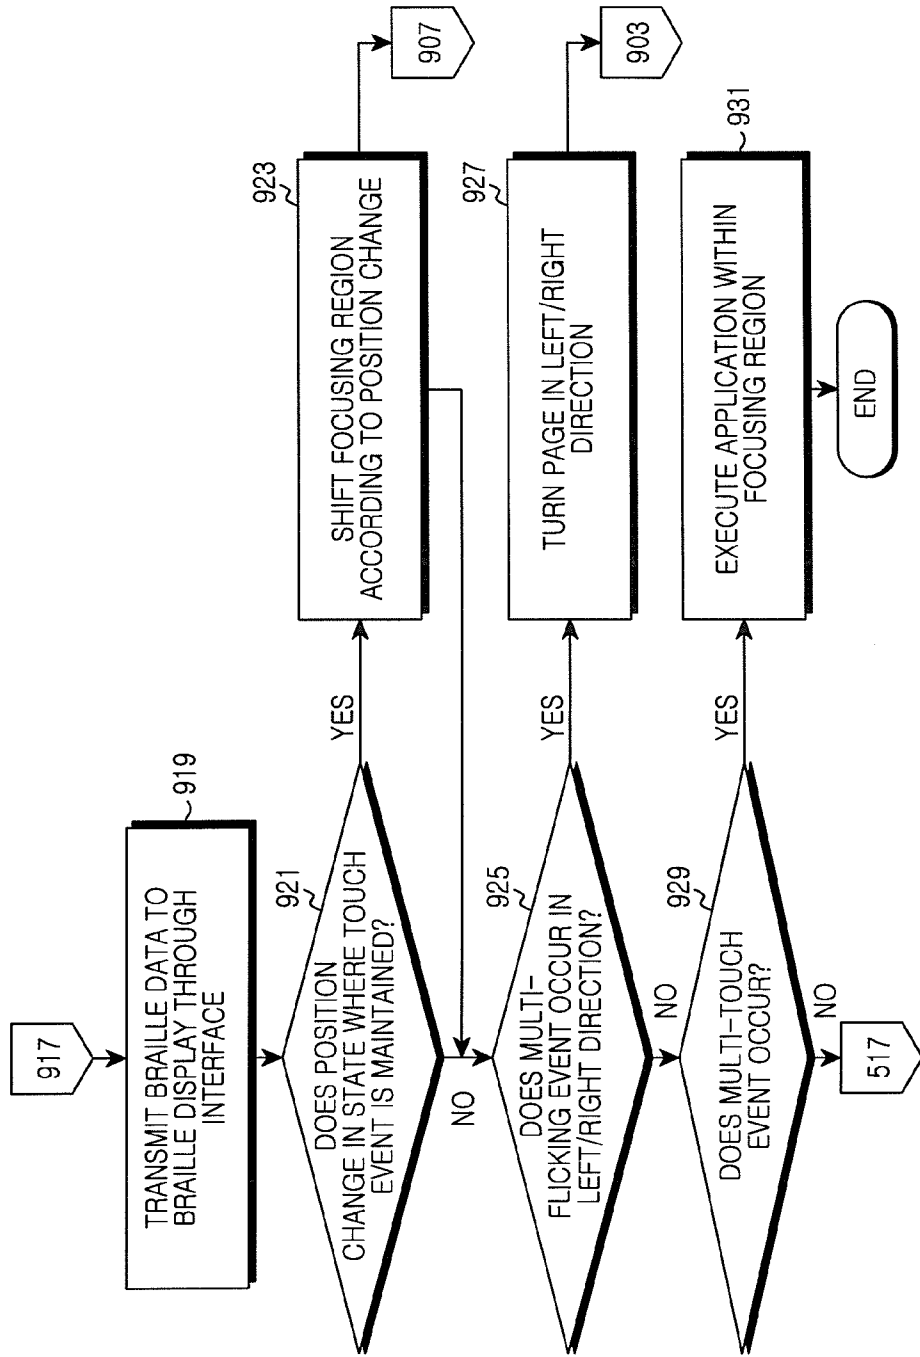 917
919
TRANSMIT BRAILLE DATA TO
BRAILLE DISPLAY THROUGH
INTERFACE
921
DOES POSITION
CHANGE IN STATE WHERE TOUCH
EVENT IS MAINTAINED?
YES
923
SHIFT FOCUSING REGION
ACCORDING TO POSITION CHANGE
907
NO
925
DOES MULTI-
FLICKING EVENT OCCUR IN
LEFT/RIGHT DIRECTION?
YES
927
TURN PAGE IN LEFT/RIGHT
DIRECTION
903
NO
929
DOES MULTI-TOUCH
EVENT OCCUR?
YES
931
EXECUTE APPLICATION WITHIN
FOCUSING REGION
END
NO
517